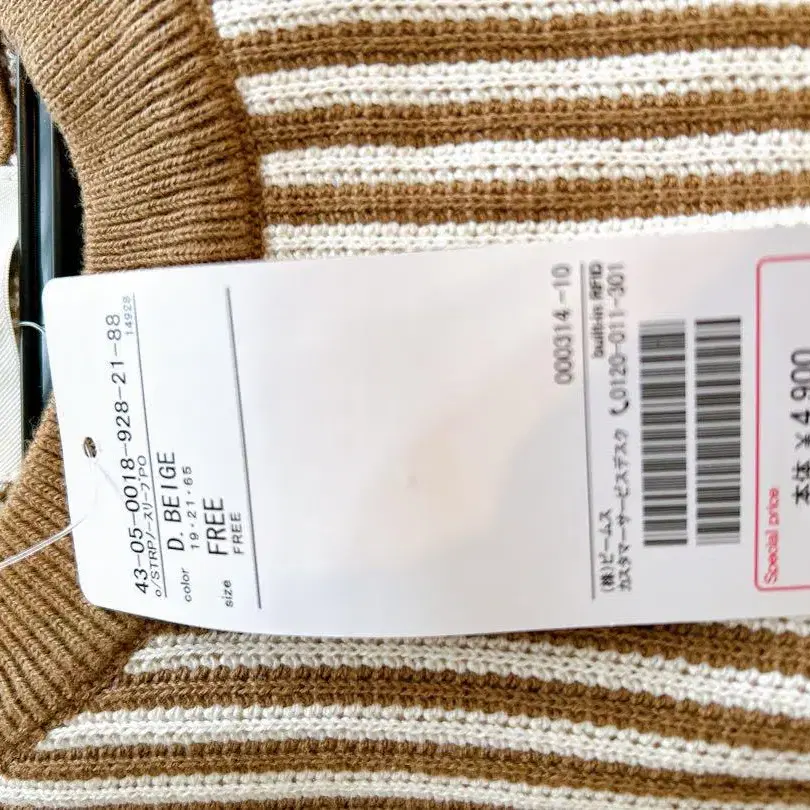 43-05-0018-928-21-88
14928
o/STRPノースリーブPO
color D. BEIGE
19・21・65
size FREE
FREE
000314-10
built-in RFID
(株)ビームス
カスタマーサービスデスク 0120-011-301
Special price
本体 ¥4,900